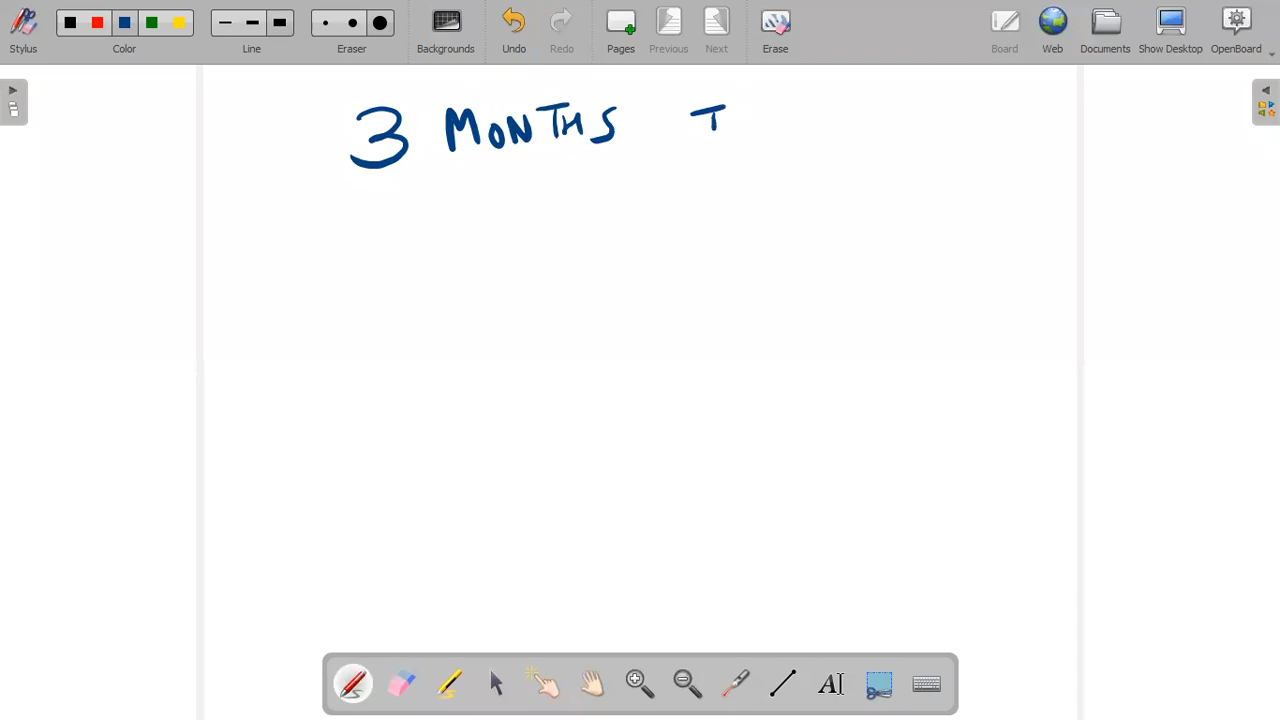 Stylus
Color
Line
Eraser
Backgrounds
Undo
Redo
Pages
Previous
Next
Erase
Board
Web
Documents
Show Desktop
OpenBoard
3 MONTHS T
AI